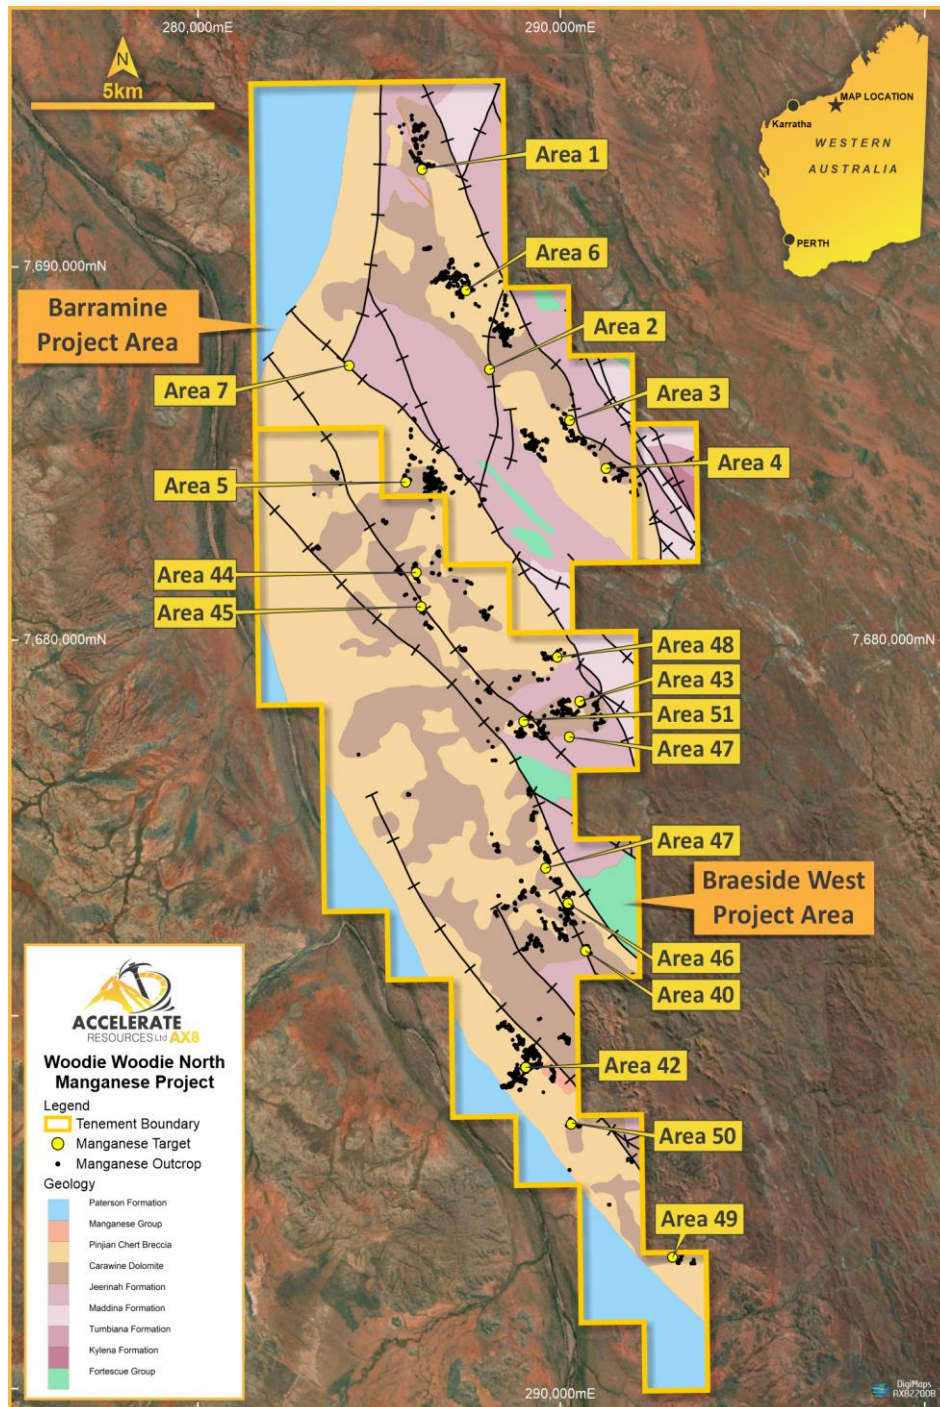 280,000mE
290,000mE
N
5km
MAP LOCATION
Karratha
WESTERN
AUSTRALIA
PERTH
Area 1
7,690,000mN
Area 6
Barramine
Project Area
Area 2
Area 7
Area 3
Area 4
Area 5
Area 44
Area 45
7,680,000mN
7,680,000mN
Area 48
Area 43
Area 51
Area 47
Area 47
Braeside West
Project Area
Area 46
Area 40
Area 42
Area 50
Area 49
ACCELERATE
RESOURCES Ltd AX8
Woodie Woodie North
Manganese Project
Legend
Tenement Boundary
Manganese Target
Manganese Outcrop
Geology
Paterson Formation
Manganese Group
Pinjian Chert Breccia
Carawine Dolomite
Jeerinah Formation
Maddina Formation
Tumbiana Formation
Kylena Formation
Fortescue Group
290,000mE
DigiMaps
AX822008